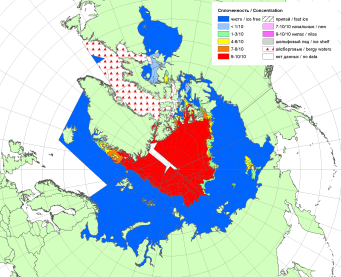 Сплоченность / Concentration
чисто / ice free
< 1/10
1-3/10
4-6/10
7-8/10
9-10/10
припай / fast ice
7-10/10 начальных / new
9-10/10 нилас / nilas
шельфовый лед / ice shelf
айсберговые / bergy waters
нет данных / no data